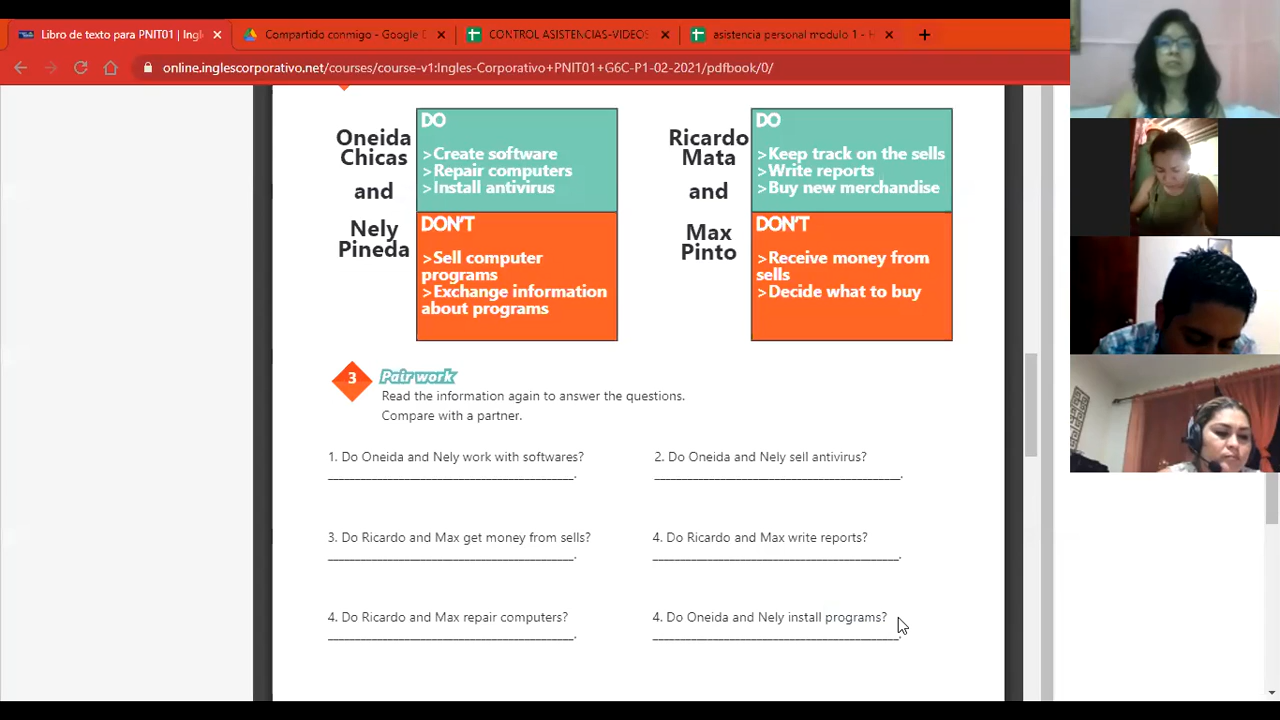 Libro de texto para PNIT01 | Ingl
Compartido conmigo - Google D
CONTROL ASISTENCIAS-VIDEOS
asistencia personal modulo 1 - H
online.inglescorporativo.net/courses/course-v1:Ingles-Corporativo+PNIT01+G6C-P1-02-2021/pdfbook/0/
Oneida
Chicas
and
Nely
Pineda
DO
>Create software
>Repair computers
>Install antivirus
DON'T
>Sell computer
programs
>Exchange information
about programs
Ricardo
Mata
and
Max
Pinto
DO
>Keep track on the sells
>Write reports
>Buy new merchandise
DON'T
>Receive money from
sells
>Decide what to buy
3 Pair work
Read the information again to answer the questions.
Compare with a partner.
1. Do Oneida and Nely work with softwares?
2. Do Oneida and Nely sell antivirus?
3. Do Ricardo and Max get money from sells?
4. Do Ricardo and Max write reports?
4. Do Ricardo and Max repair computers?
4. Do Oneida and Nely install programs?